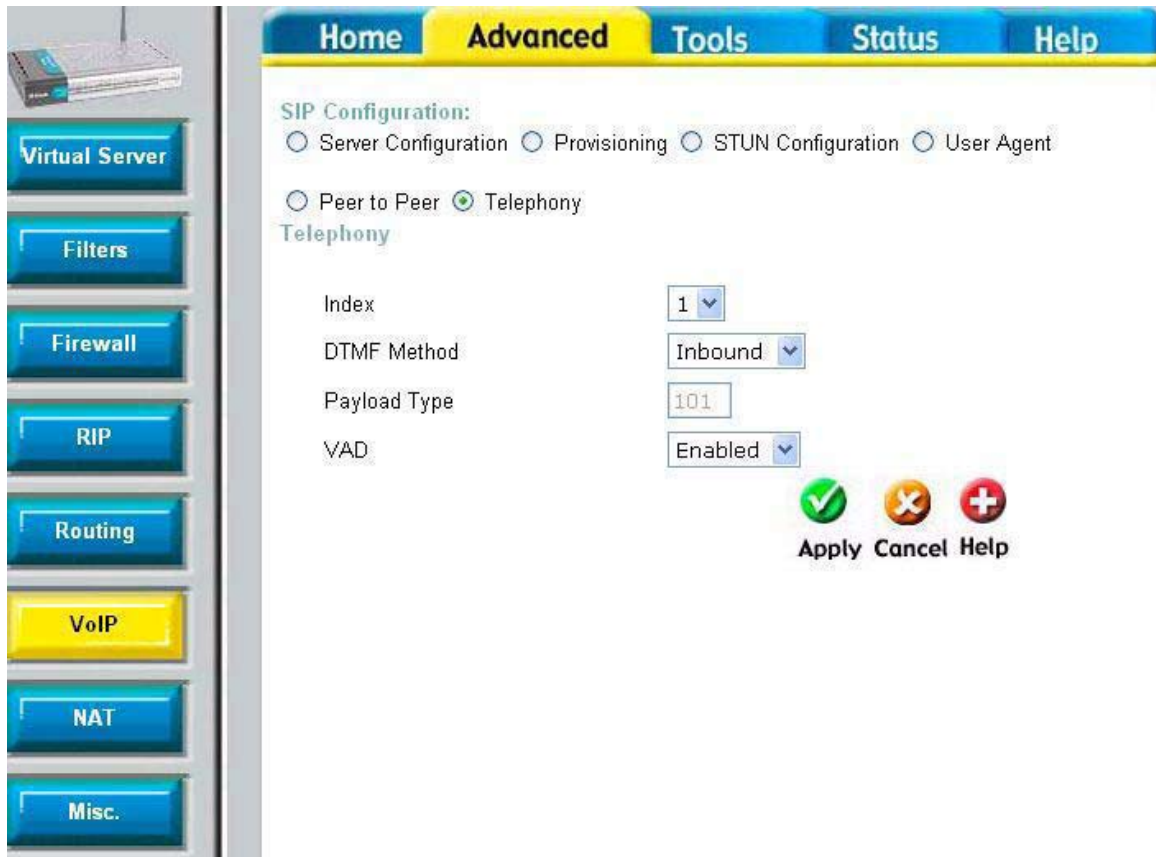 Home Advanced Tools Status Help
Virtual Server
Filters
Firewall
RIP
Routing
VoIP
NAT
Misc.
SIP Configuration:
Server Configuration Provisioning STUN Configuration User Agent
Peer to Peer Telephony
Telephony
Index 1
DTMF Method Inbound
Payload Type 101
VAD Enabled
Apply Cancel Help